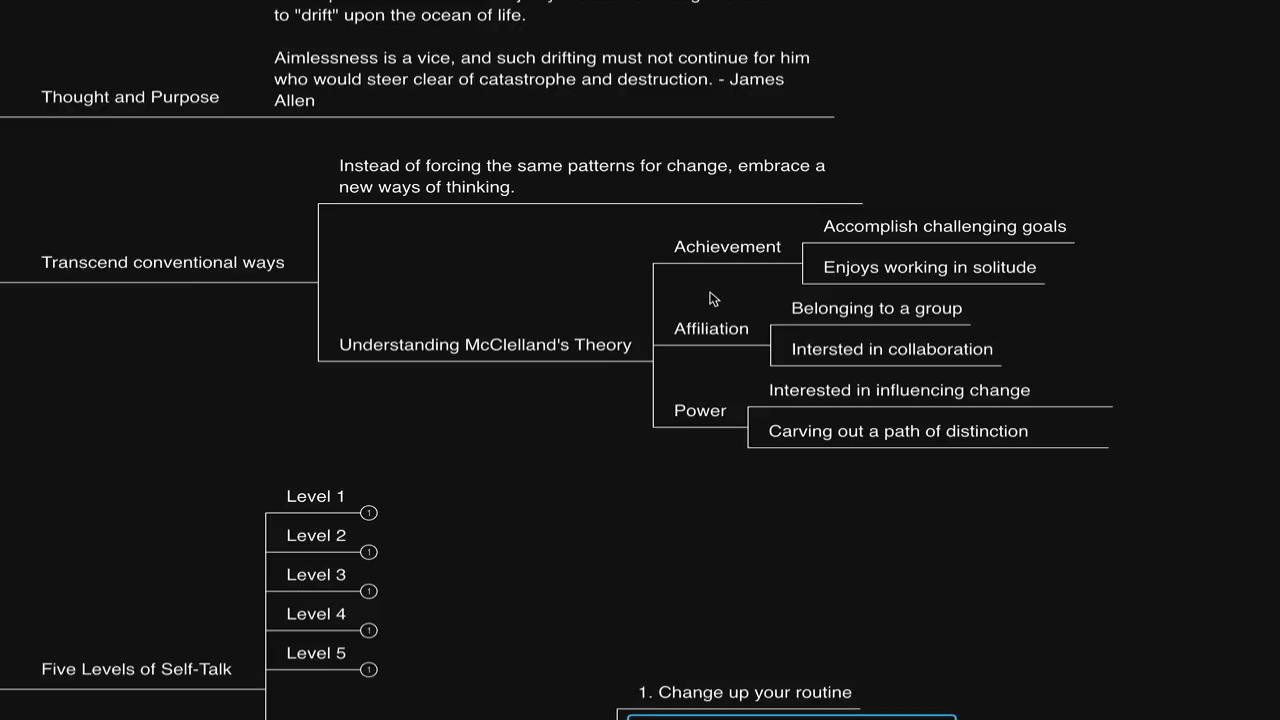 to "drift" upon the ocean of life.
Aimlessness is a vice, and such drifting must not continue for him
who would steer clear of catastrophe and destruction. - James
Allen
Thought and Purpose
Instead of forcing the same patterns for change, embrace a
new ways of thinking.
Transcend conventional ways
Understanding McClelland's Theory
Achievement
Accomplish challenging goals
Enjoys working in solitude
Affiliation
Belonging to a group
Intersted in collaboration
Power
Interested in influencing change
Carving out a path of distinction
Five Levels of Self-Talk
Level 1
1
Level 2
1
Level 3
1
Level 4
1
Level 5
1
1. Change up your routine